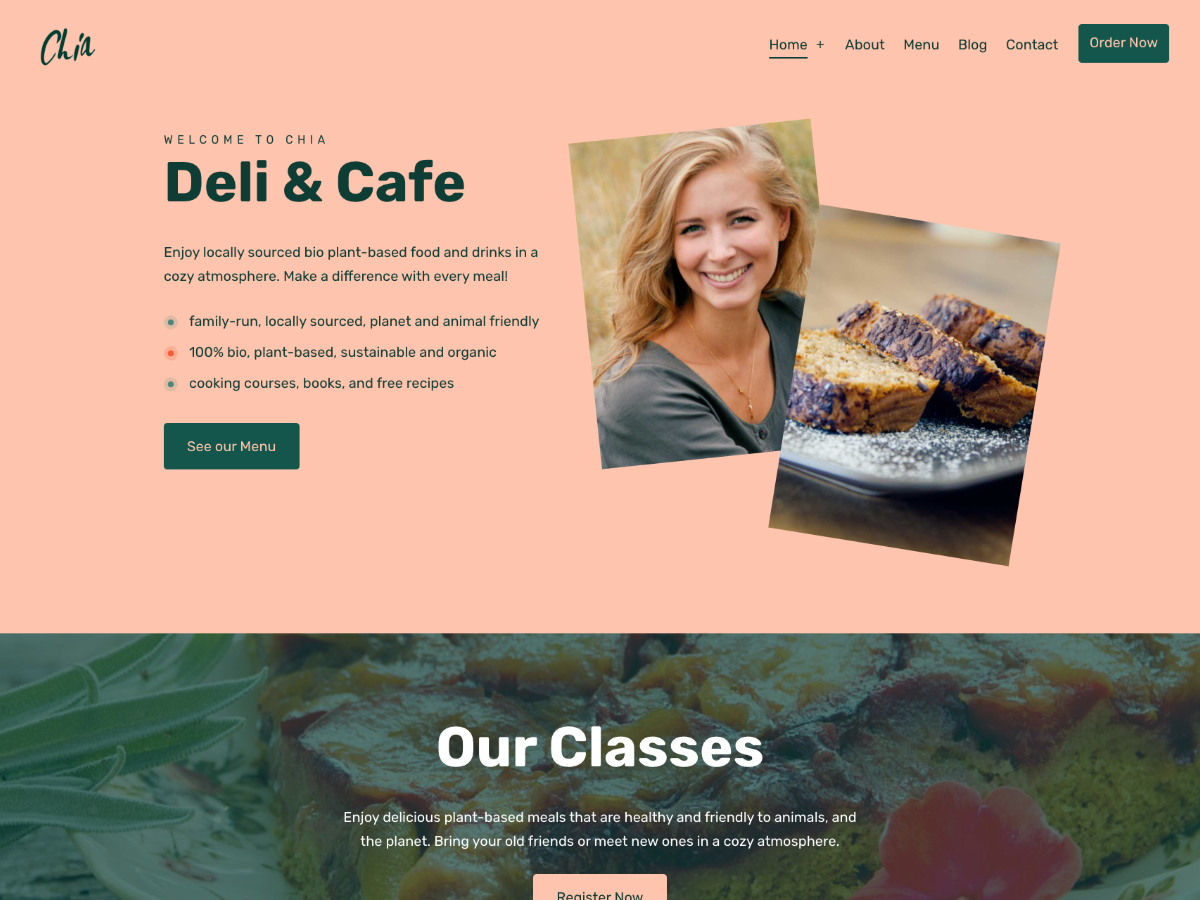 Chia
Home + About Menu Blog Contact Order Now
WELCOME TO CHIA
Deli & Cafe
Enjoy locally sourced bio plant-based food and drinks in a
cozy atmosphere. Make a difference with every meal!
family-run, locally sourced, planet and animal friendly
100% bio, plant-based, sustainable and organic
cooking courses, books, and free recipes
See our Menu
Our Classes
Enjoy delicious plant-based meals that are healthy and friendly to animals, and
the planet. Bring your old friends or meet new ones in a cozy atmosphere.
Register Now